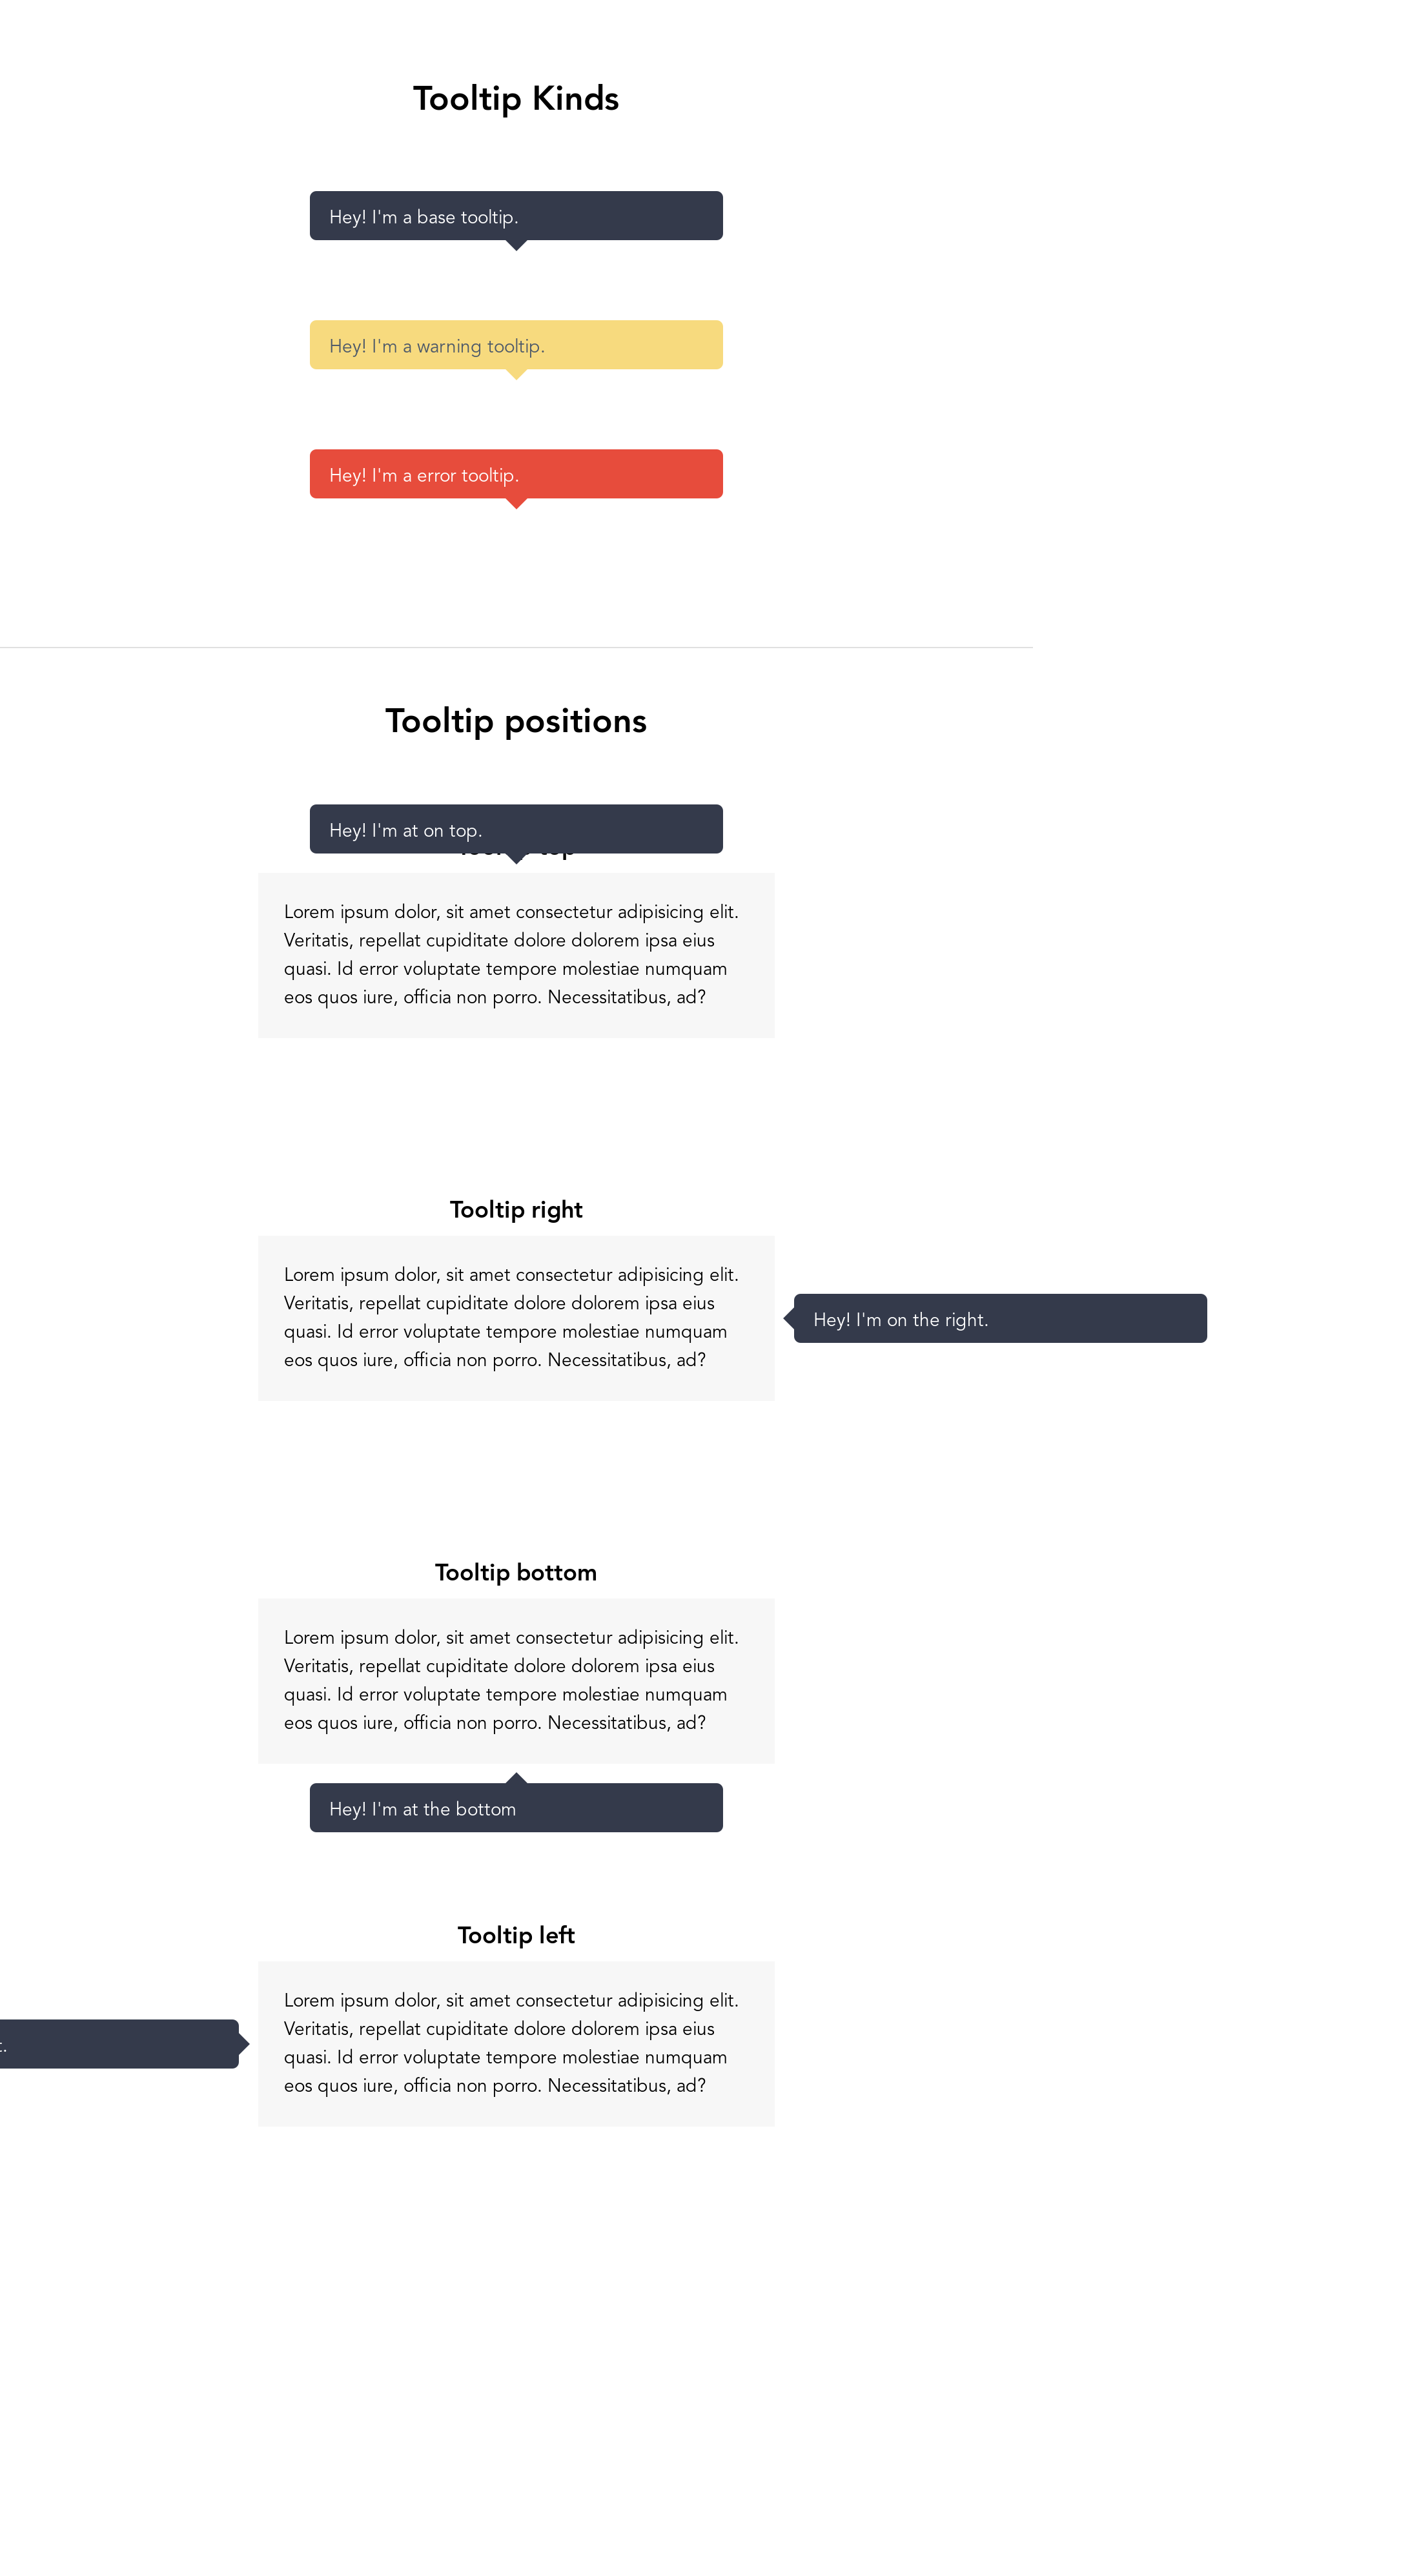 Tooltip Kinds
Hey! I'm a base tooltip.
Hey! I'm a warning tooltip.
Hey! I'm a error tooltip.
Tooltip positions
Hey! I'm at on top.
Lorem ipsum dolor, sit amet consectetur adipisicing elit.
Veritatis, repellat cupiditate dolore dolorem ipsa eius
quasi. Id error voluptate tempore molestiae numquam
eos quos iure, officia non porro. Necessitatibus, ad?
Tooltip right
Lorem ipsum dolor, sit amet consectetur adipisicing elit.
Veritatis, repellat cupiditate dolore dolorem ipsa eius
quasi. Id error voluptate tempore molestiae numquam
eos quos iure, officia non porro. Necessitatibus, ad?
Hey! I'm on the right.
Tooltip bottom
Lorem ipsum dolor, sit amet consectetur adipisicing elit.
Veritatis, repellat cupiditate dolore dolorem ipsa eius
quasi. Id error voluptate tempore molestiae numquam
eos quos iure, officia non porro. Necessitatibus, ad?
Hey! I'm at the bottom
Tooltip left
Lorem ipsum dolor, sit amet consectetur adipisicing elit.
Veritatis, repellat cupiditate dolore dolorem ipsa eius
quasi. Id error voluptate tempore molestiae numquam
eos quos iure, officia non porro. Necessitatibus, ad?